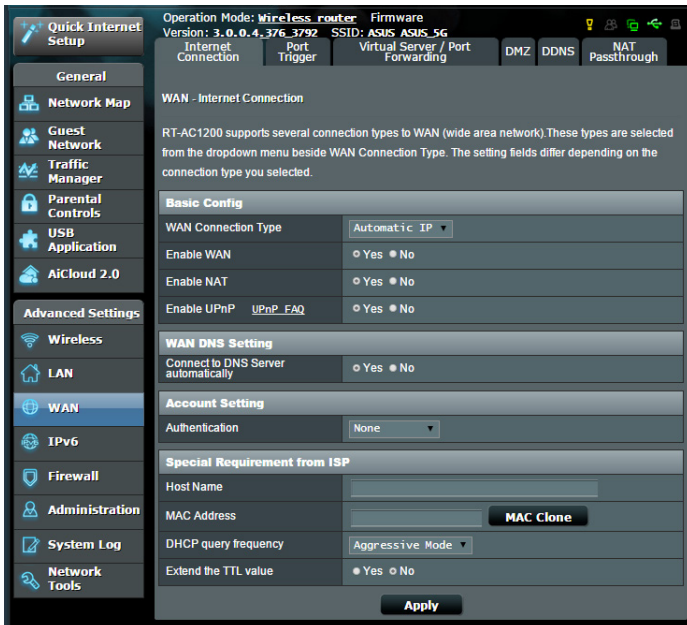 Quick Internet
Setup
General
Network Map
Guest
Network
Traffic
Manager
Parental
Controls
USB
Application
AiCloud 2.0
Advanced Settings
Wireless
LAN
WAN
IPv6
Firewall
Administration
System Log
Network
Tools
Operation Mode: Wireless router Firmware
Version: 3.0.0.4.376_3792 SSID: ASUS ASUS_5G
Internet
Connection
Port
Trigger
Virtual Server / Port
Forwarding
DMZ
DDNS
NAT
Passthrough
WAN - Internet Connection
RT-AC1200 supports several connection types to WAN (wide area network).These types are selected
from the dropdown menu beside WAN Connection Type. The setting fields differ depending on the
connection type you selected.
Basic Config
WAN Connection Type Automatic IP
Enable WAN Yes No
Enable NAT Yes No
Enable UPnP UPnP FAQ Yes No
WAN DNS Setting
Connect to DNS Server
automatically Yes No
Account Setting
Authentication None
Special Requirement from ISP
Host Name
MAC Address MAC Clone
DHCP query frequency Aggressive Mode
Extend the TTL value Yes No
Apply